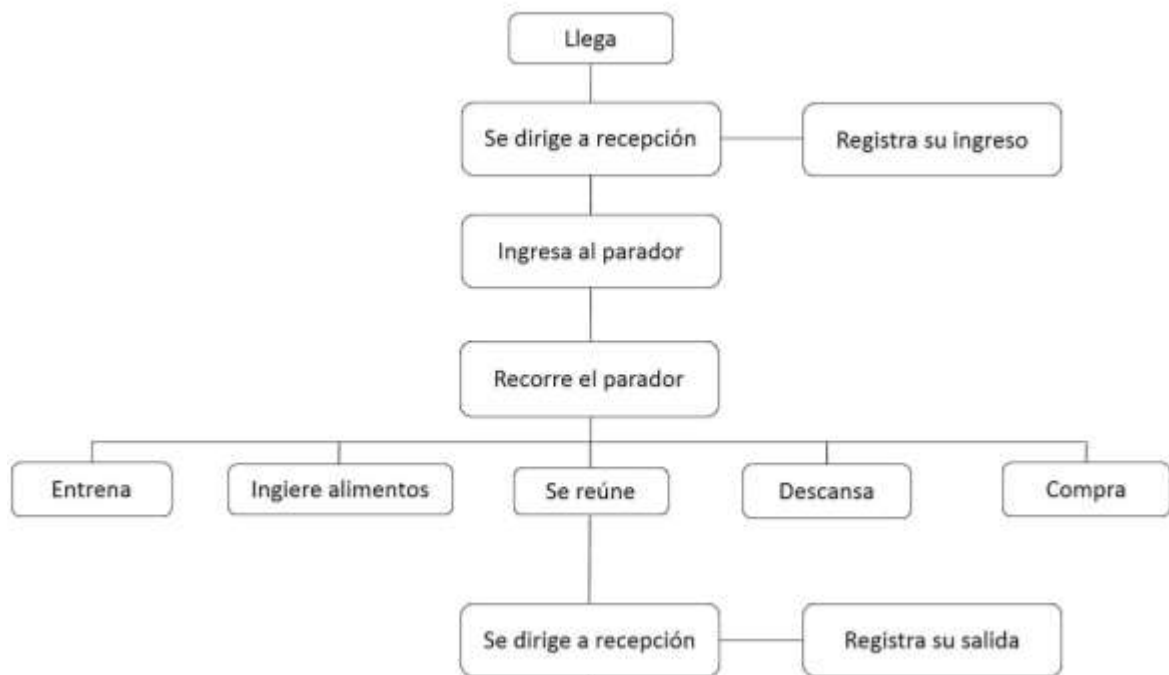 Llega
Se dirige a recepción
Registra su ingreso
Ingresa al parador
Recorre el parador
Entrena
Ingiere alimentos
Se reúne
Descansa
Compra
Se dirige a recepción
Registra su salida